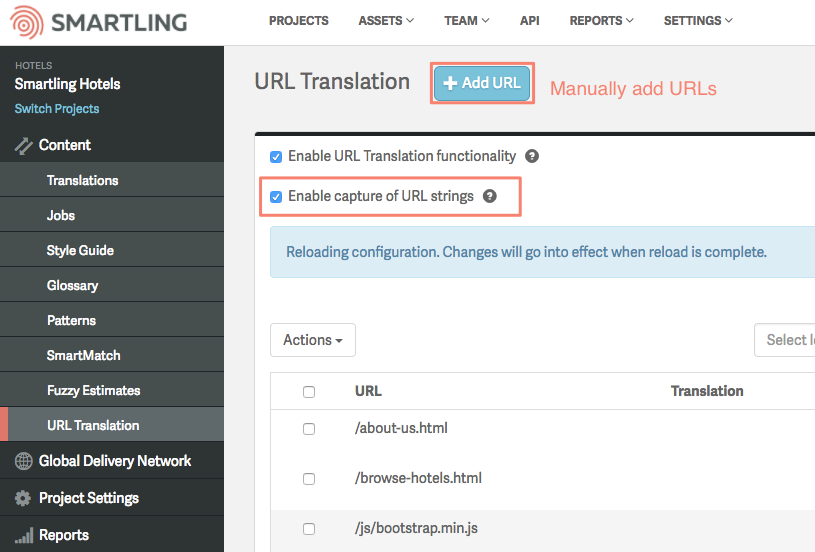 SMARTLING
PROJECTS ASSETS TEAM API REPORTS SETTINGS
HOTELS
Smartling Hotels
Switch Projects
Content
Translations
Jobs
Style Guide
Glossary
Patterns
SmartMatch
Fuzzy Estimates
URL Translation
Global Delivery Network
Project Settings
Reports
URL Translation
+ Add URL
Manually add URLs
Enable URL Translation functionality ?
Enable capture of URL strings ?
Reloading configuration. Changes will go into effect when reload is complete.
Actions
Select
URL Translation
/about-us.html
/browse-hotels.html
/js/bootstrap.min.js